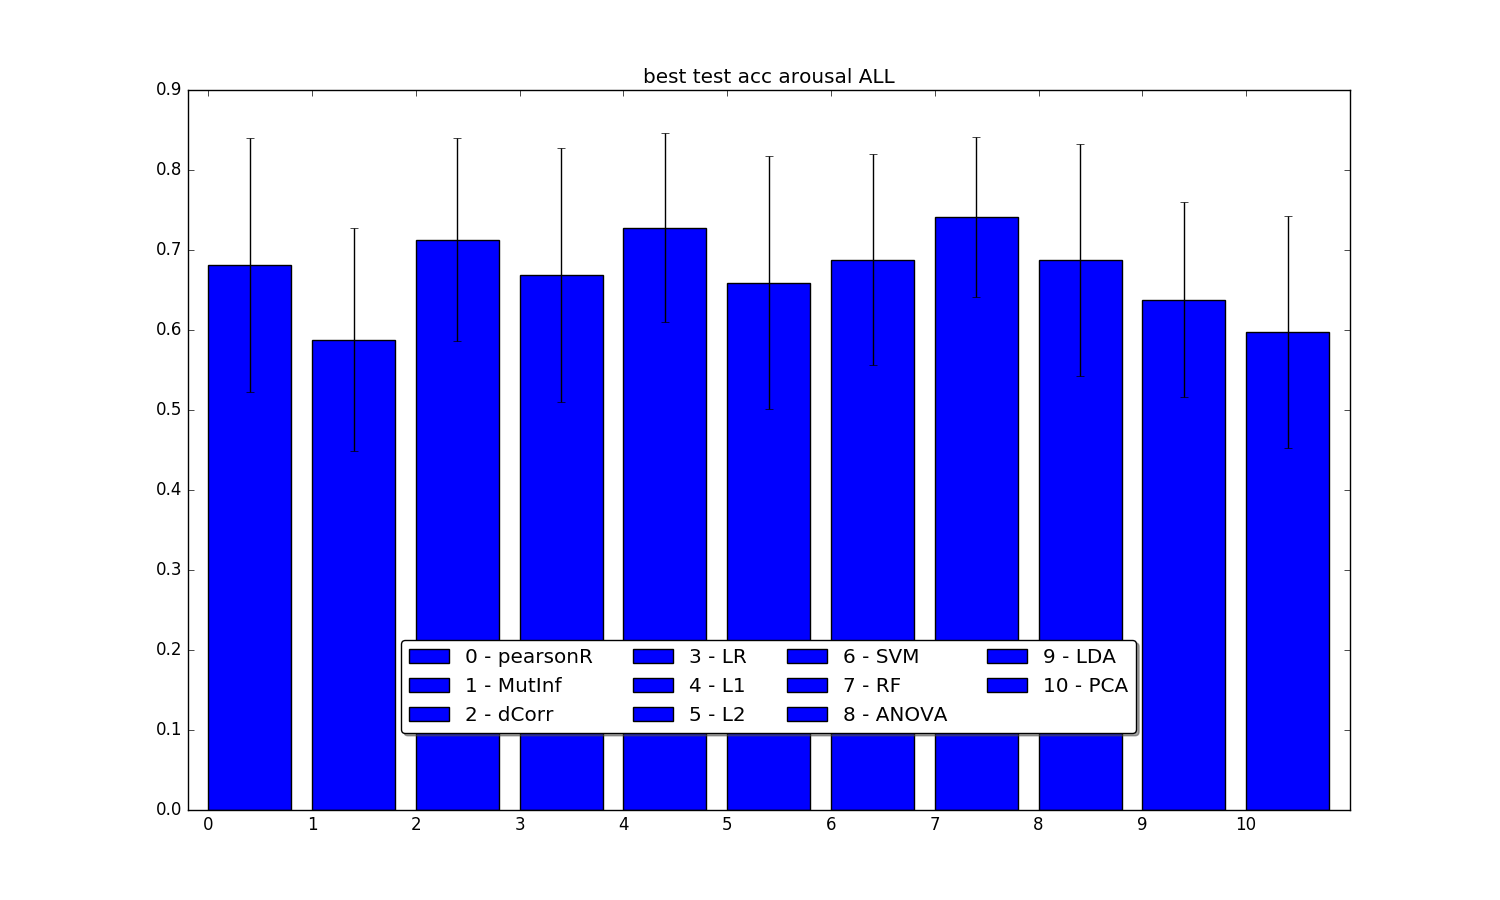 best test acc arousal ALL
0.9
0.8
0.7
0.6
0.5
0.4
0.3
0.2
0.1
0.0
0 - pearsonR 3 - LR 6 - SVM 9 - LDA
1 - MutInf 4 - L1 7 - RF 10 - PCA
2 - dCorr 5 - L2 8 - ANOVA
0 1 2 3 4 5 6 7 8 9 10